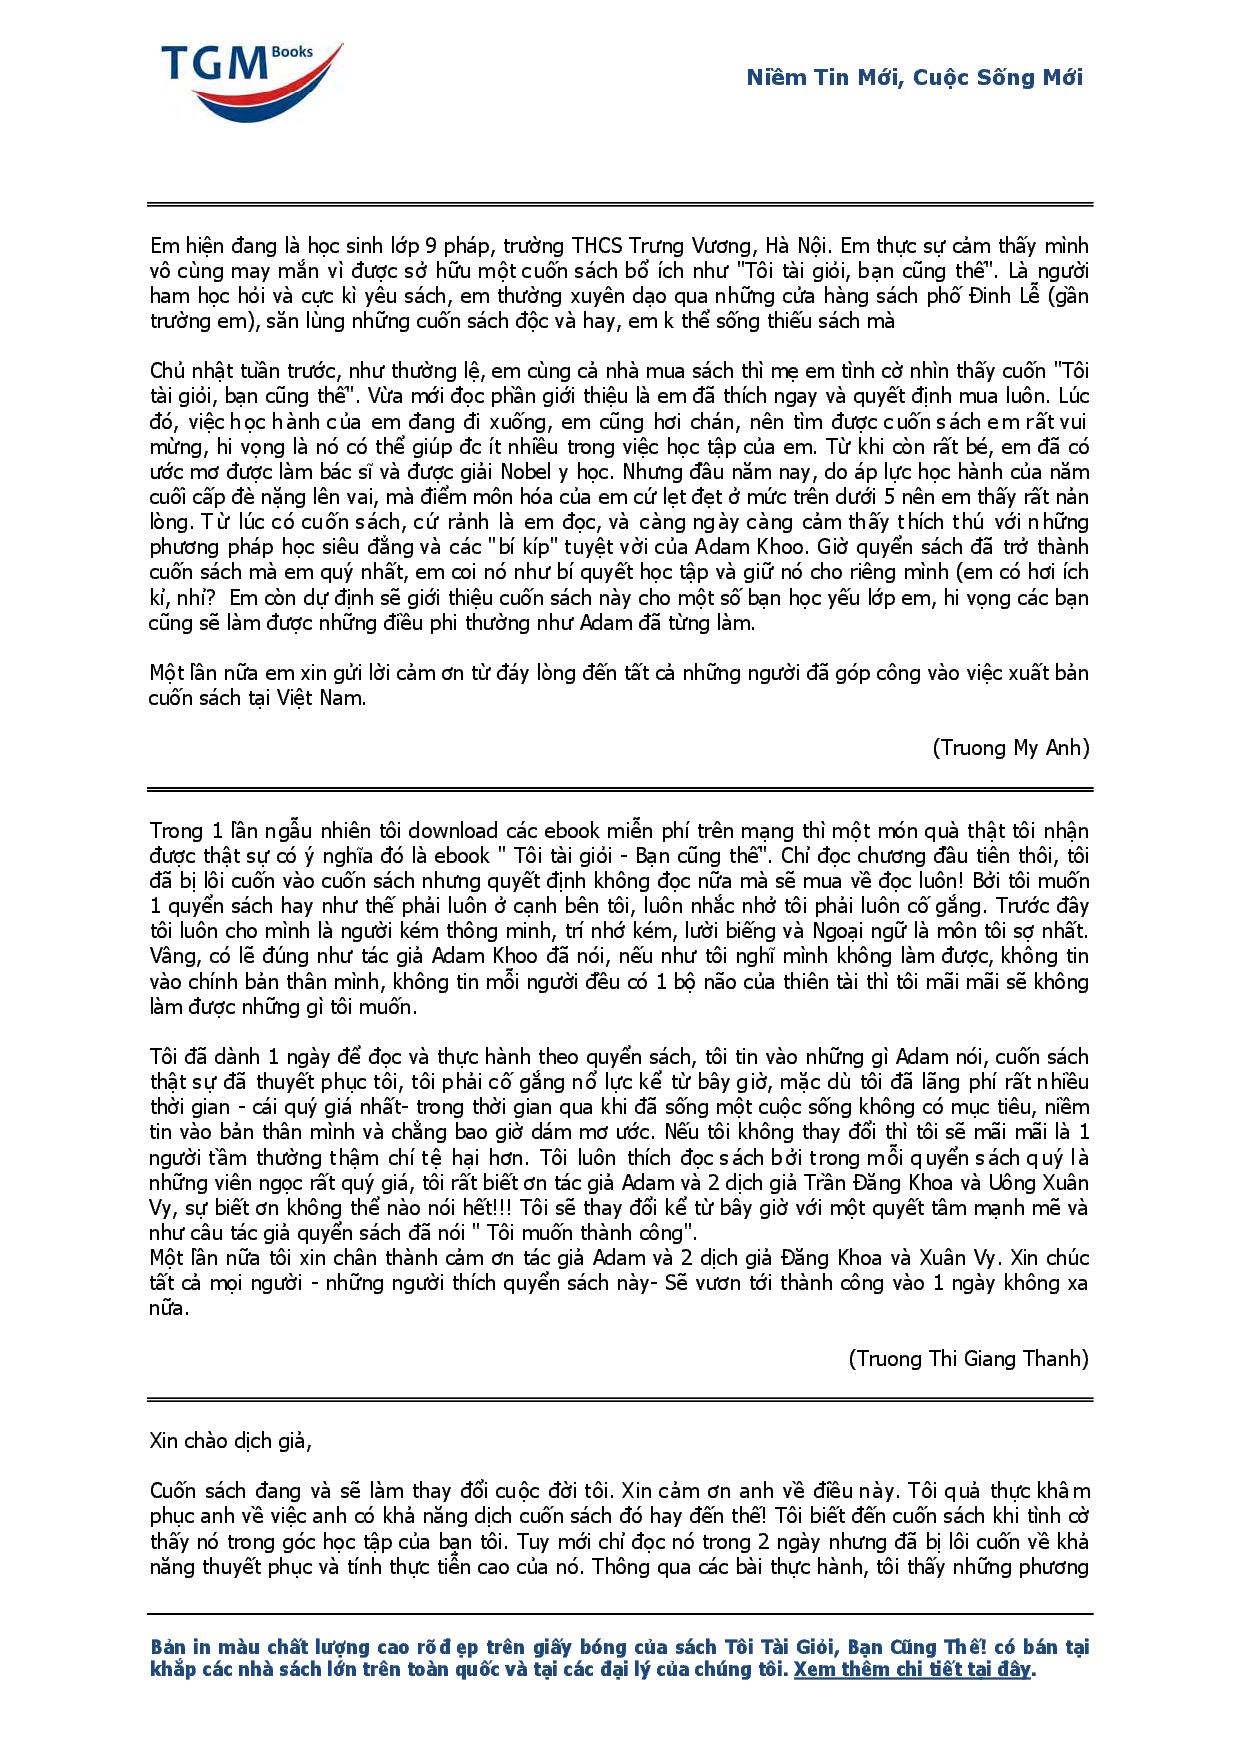 TGM Books
Niềm Tin Mới, Cuộc Sống Mới
Em hiện đang là học sinh lớp 9 pháp, trường THCS Trưng Vương, Hà Nội. Em thực sự cảm thấy mình
vô cùng may mắn vì được sở hữu một cuốn sách bổ ích như "Tôi tài giỏi, bạn cũng thế". Là người
ham học hỏi và cực kì yêu sách, em thường xuyên dạo qua những cửa hàng sách phố Đinh Lễ (gần
trường em), săn lùng những cuốn sách độc và hay, em k thể sống thiếu sách mà
Chủ nhật tuần trước, như thường lệ, em cùng cả nhà mua sách thì mẹ em tình cờ nhìn thấy cuốn "Tôi
tài giỏi, bạn cũng thế". Vừa mới đọc phần giới thiệu là em đã thích ngay và quyết định mua luôn. Lúc
đó, việc học hành của em đang đi xuống, em cũng hơi chán, nên tìm được cuốn sách em rất vui
mừng, hi vọng là nó có thể giúp đc ít nhiều trong việc học tập của em. Từ khi còn rất bé, em đã có
ước mơ được làm bác sĩ và được giải Nobel y học. Nhưng đầu năm nay, do áp lực học hành của năm
cuối cấp đè nặng lên vai, mà điểm môn hóa của em cứ lẹt đẹt ở mức trên dưới 5 nên em thấy rất nản
lòng. Từ lúc có cuốn sách, cứ rảnh là em đọc, và càng ngày càng cảm thấy thích thú với những
phương pháp học siêu đẳng và các "bí kíp" tuyệt vời của Adam Khoo. Giờ quyển sách đã trở thành
cuốn sách mà em quý nhất, em coi nó như bí quyết học tập và giữ nó cho riêng mình (em có hơi ích
kỉ, nhỉ? Em còn dự định sẽ giới thiệu cuốn sách này cho một số bạn học yếu lớp em, hi vọng các bạn
cũng sẽ làm được những điều phi thường như Adam đã từng làm.
Một lần nữa em xin gửi lời cảm ơn từ đáy lòng đến tất cả những người đã góp công vào việc xuất bản
cuốn sách tại Việt Nam.
(Truong My Anh)
Trong 1 lần ngẫu nhiên tôi download các ebook miễn phí trên mạng thì một món quà thật tôi nhận
được thật sự có ý nghĩa đó là ebook " Tôi tài giỏi - Bạn cũng thế". Chỉ đọc chương đầu tiên thôi, tôi
đã bị lôi cuốn vào cuốn sách nhưng quyết định không đọc nữa mà sẽ mua về đọc luôn! Bởi tôi muốn
1 quyển sách hay như thế phải luôn ở cạnh bên tôi, luôn nhắc nhở tôi phải luôn cố gắng. Trước đây
tôi luôn cho mình là người kém thông minh, trí nhớ kém, lười biếng và Ngoại ngữ là môn tôi sợ nhất.
Vâng, có lẽ đúng như tác giả Adam Khoo đã nói, nếu như tôi nghĩ mình không làm được, không tin
vào chính bản thân mình, không tin mỗi người đều có 1 bộ não của thiên tài thì tôi mãi mãi sẽ không
làm được những gì tôi muốn.
Tôi đã dành 1 ngày để đọc và thực hành theo quyển sách, tôi tin vào những gì Adam nói, cuốn sách
thật sự đã thuyết phục tôi, tôi phải cố gắng nổ lực kể từ bây giờ, mặc dù tôi đã lãng phí rất nhiều
thời gian - cái quý giá nhất- trong thời gian qua khi đã sống một cuộc sống không có mục tiêu, niềm
tin vào bản thân mình và chẳng bao giờ dám mơ ước. Nếu tôi không thay đổi thì tôi sẽ mãi mãi là 1
người tầm thường thậm chí tệ hại hơn. Tôi luôn thích đọc sách bởi trong mỗi quyển sách quý là
những viên ngọc rất quý giá, tôi rất biết ơn tác giả Adam và 2 dịch giả Trần Đăng Khoa và Uông Xuân
Vy, sự biết ơn không thể nào nói hết!!! Tôi sẽ thay đổi kể từ bây giờ với một quyết tâm mạnh mẽ và
như câu tác giả quyển sách đã nói " Tôi muốn thành công".
Một lần nữa tôi xin chân thành cảm ơn tác giả Adam và 2 dịch giả Đăng Khoa và Xuân Vy. Xin chúc
tất cả mọi người - những người thích quyển sách này- Sẽ vươn tới thành công vào 1 ngày không xa
nữa.
(Truong Thi Giang Thanh)
Xin chào dịch giả,
Cuốn sách đang và sẽ làm thay đổi cuộc đời tôi. Xin cảm ơn anh về điều này. Tôi quả thực khâm
phục anh về việc anh có khả năng dịch cuốn sách đó hay đến thế! Tôi biết đến cuốn sách khi tình cờ
thấy nó trong góc học tập của bạn tôi. Tuy mới chỉ đọc nó trong 2 ngày nhưng đã bị lôi cuốn về khả
năng thuyết phục và tính thực tiễn cao của nó. Thông qua các bài thực hành, tôi thấy những phương
Bản in màu chất lượng cao rõ đẹp trên giấy bóng của sách Tôi Tài Giỏi, Bạn Cũng Thế! có bán tại
khắp các nhà sách lớn trên toàn quốc và tại các đại lý của chúng tôi. Xem thêm chi tiết tại đây.